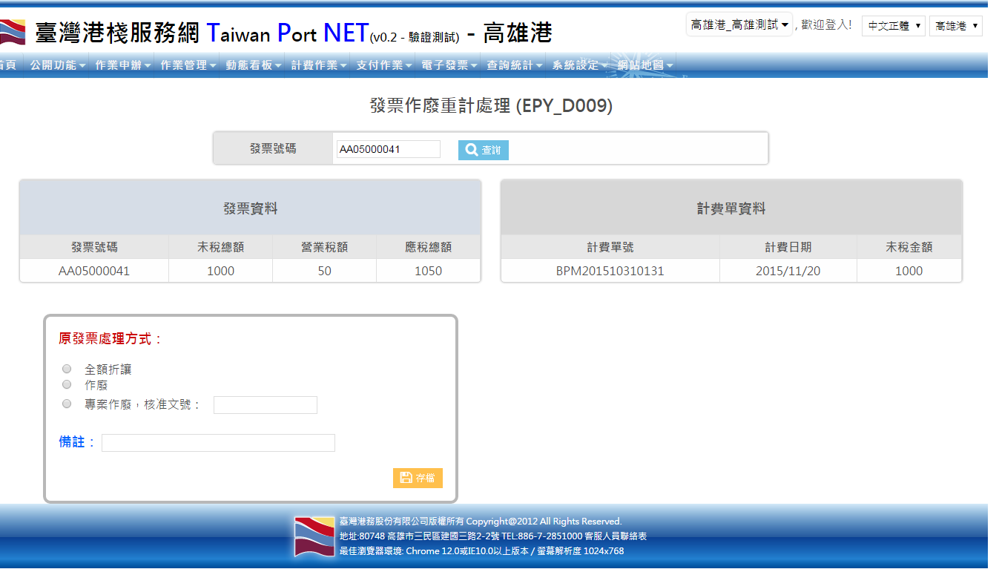 臺灣港棧服務網 Taiwan Port NET(v0.2 - 驗證測試) - 高雄港
高雄港_高雄測試 , 歡迎登入! 中文正體 高雄港
首頁 公開功能 作業申辦 作業管理 動態看板 計費作業 支付作業 電子發票 查詢統計 系統設定 網站地圖
發票作廢重計處理 (EPY_D009)
發票號碼 AA05000041 查詢
發票資料
發票號碼 未稅總額 營業稅額 應稅總額
AA05000041 1000 50 1050
計費單資料
計費單號 計費日期 未稅金額
BPM201510310131 2015/11/20 1000
原發票處理方式：
全額折讓
作廢
專案作廢，核准文號：
備註：
存檔
臺灣港務股份有限公司版權所有 Copyright@2012 All Rights Reserved.
地址:80748 高雄市三民區建國三路2-2號 TEL:886-7-2851000 客服人員聯絡表
最佳瀏覽器環境: Chrome 12.0或IE10.0以上版本 / 螢幕解析度 1024x768